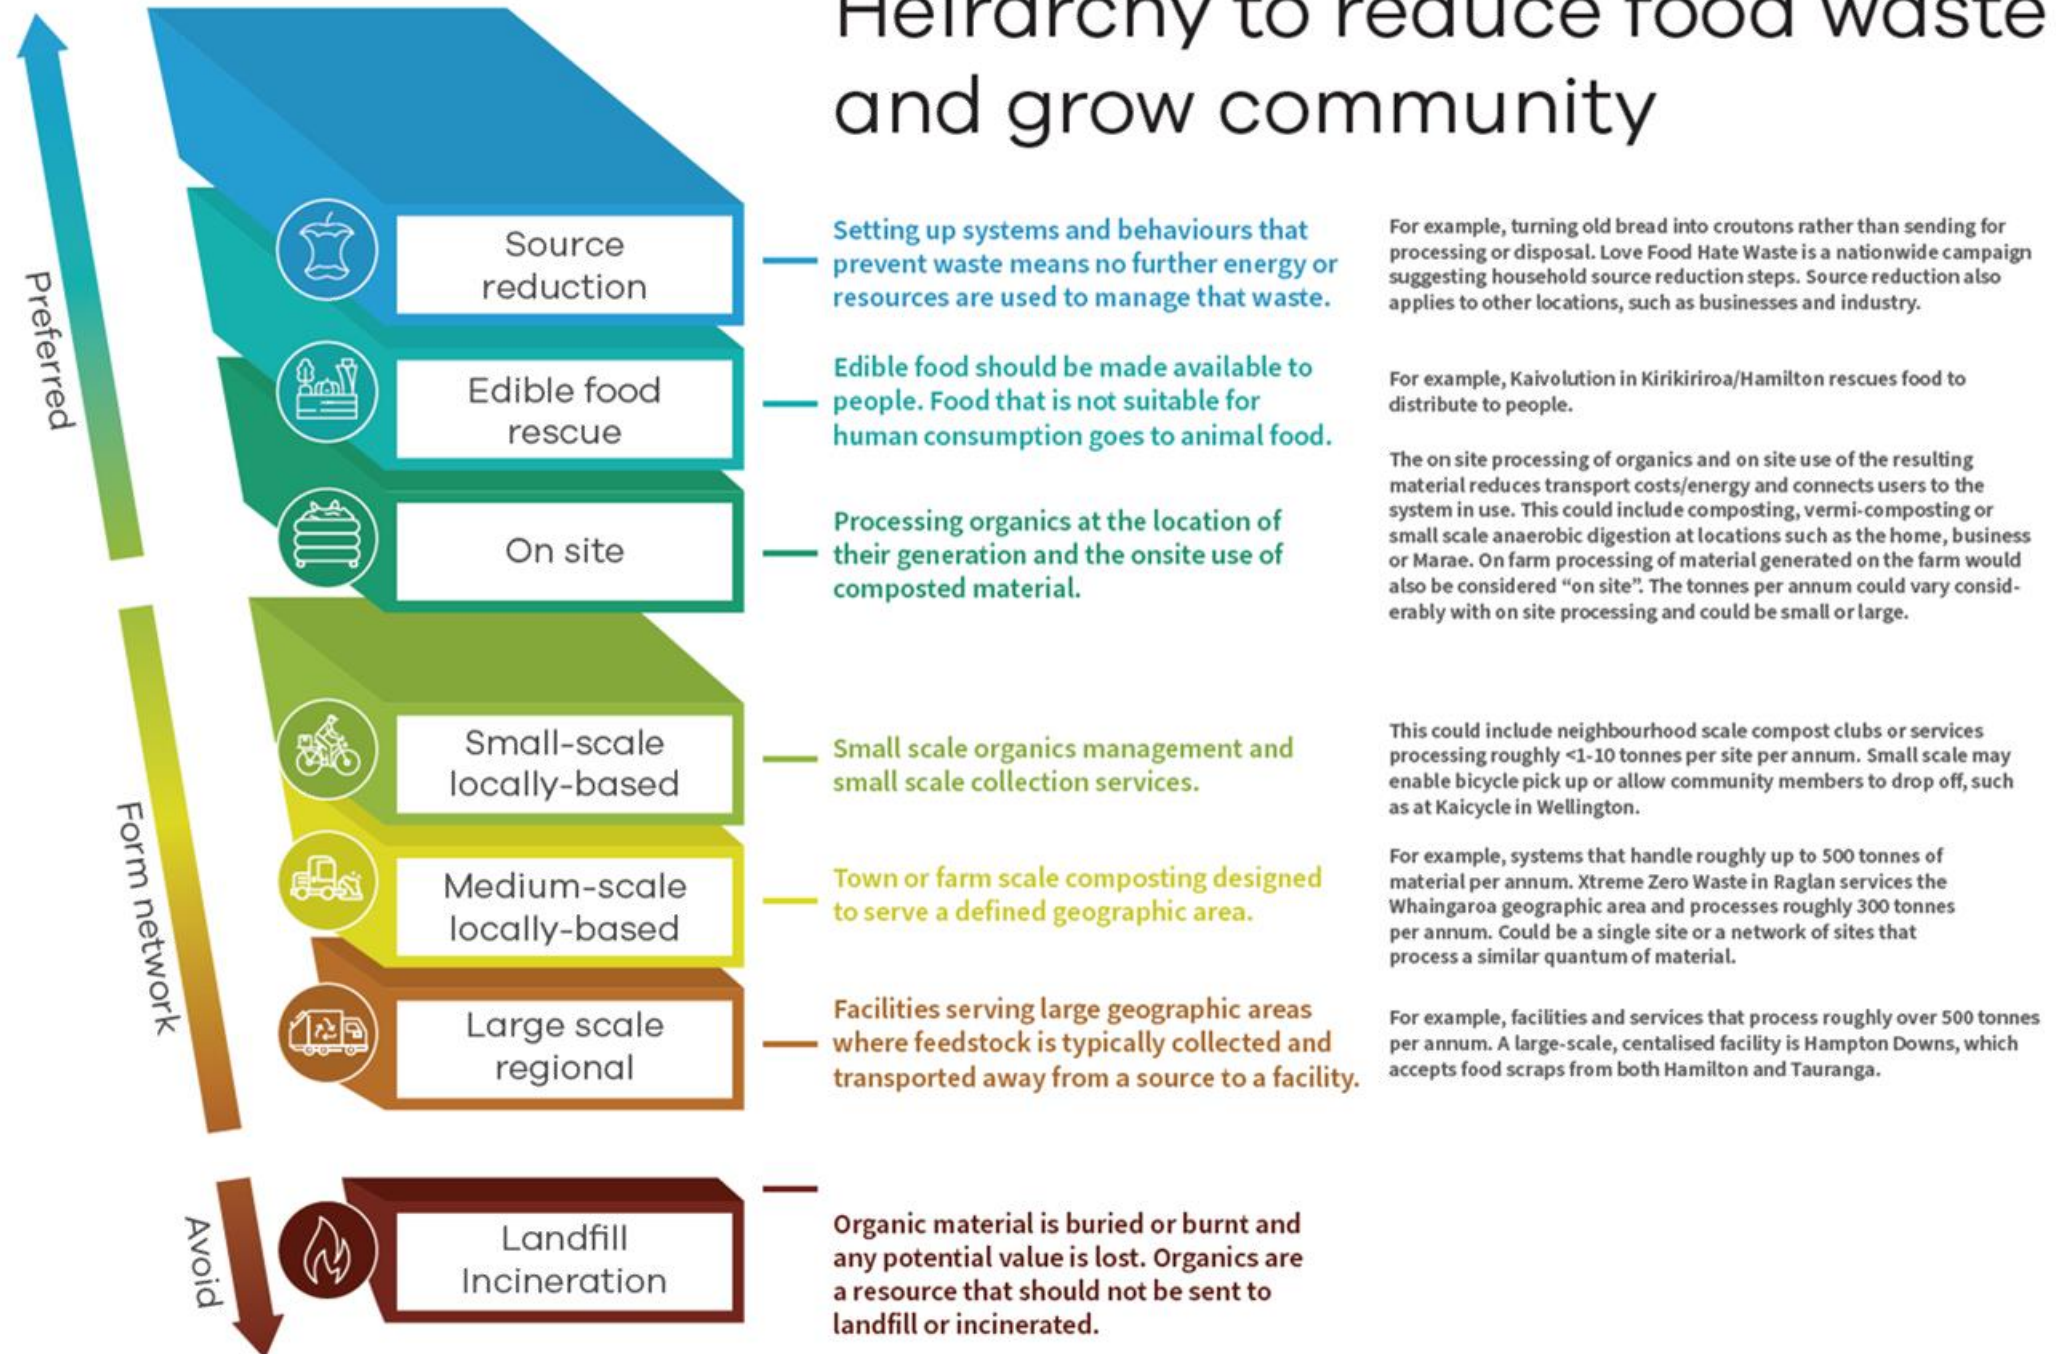 Heirarchy to reduce food waste
and grow community
Preferred
Source
reduction
Setting up systems and behaviours that
prevent waste means no further energy or
resources are used to manage that waste.
For example, turning old bread into croutons rather than sending for
processing or disposal. Love Food Hate Waste is a nationwide campaign
suggesting household source reduction steps. Source reduction also
applies to other locations, such as businesses and industry.
Edible food
rescue
Edible food should be made available to
people. Food that is not suitable for
human consumption goes to animal food.
For example, Kaivolution in Kirikiriroa/Hamilton rescues food to
distribute to people.
On site
Processing organics at the location of
their generation and the onsite use of
composted material.
The on site processing of organics and on site use of the resulting
material reduces transport costs/energy and connects users to the
system in use. This could include composting, vermi-composting or
small scale anaerobic digestion at locations such as the home, business
or Marae. On farm processing of material generated on the farm would
also be considered “on site”. The tonnes per annum could vary consid-
erably with on site processing and could be small or large.
Form network
Small-scale
locally-based
Small scale organics management and
small scale collection services.
This could include neighbourhood scale compost clubs or services
processing roughly <1-10 tonnes per site per annum. Small scale may
enable bicycle pick up or allow community members to drop off, such
as at Kaicycle in Wellington.
Medium-scale
locally-based
Town or farm scale composting designed
to serve a defined geographic area.
For example, systems that handle roughly up to 500 tonnes of
material per annum. Xtreme Zero Waste in Raglan services the
Whaingaroa geographic area and processes roughly 300 tonnes
per annum. Could be a single site or a network of sites that
process a similar quantum of material.
Large scale
regional
Facilities serving large geographic areas
where feedstock is typically collected and
transported away from a source to a facility.
For example, facilities and services that process roughly over 500 tonnes
per annum. A large-scale, centalised facility is Hampton Downs, which
accepts food scraps from both Hamilton and Tauranga.
Avoid
Landfill
Incineration
Organic material is buried or burnt and
any potential value is lost. Organics are
a resource that should not be sent to
landfill or incinerated.